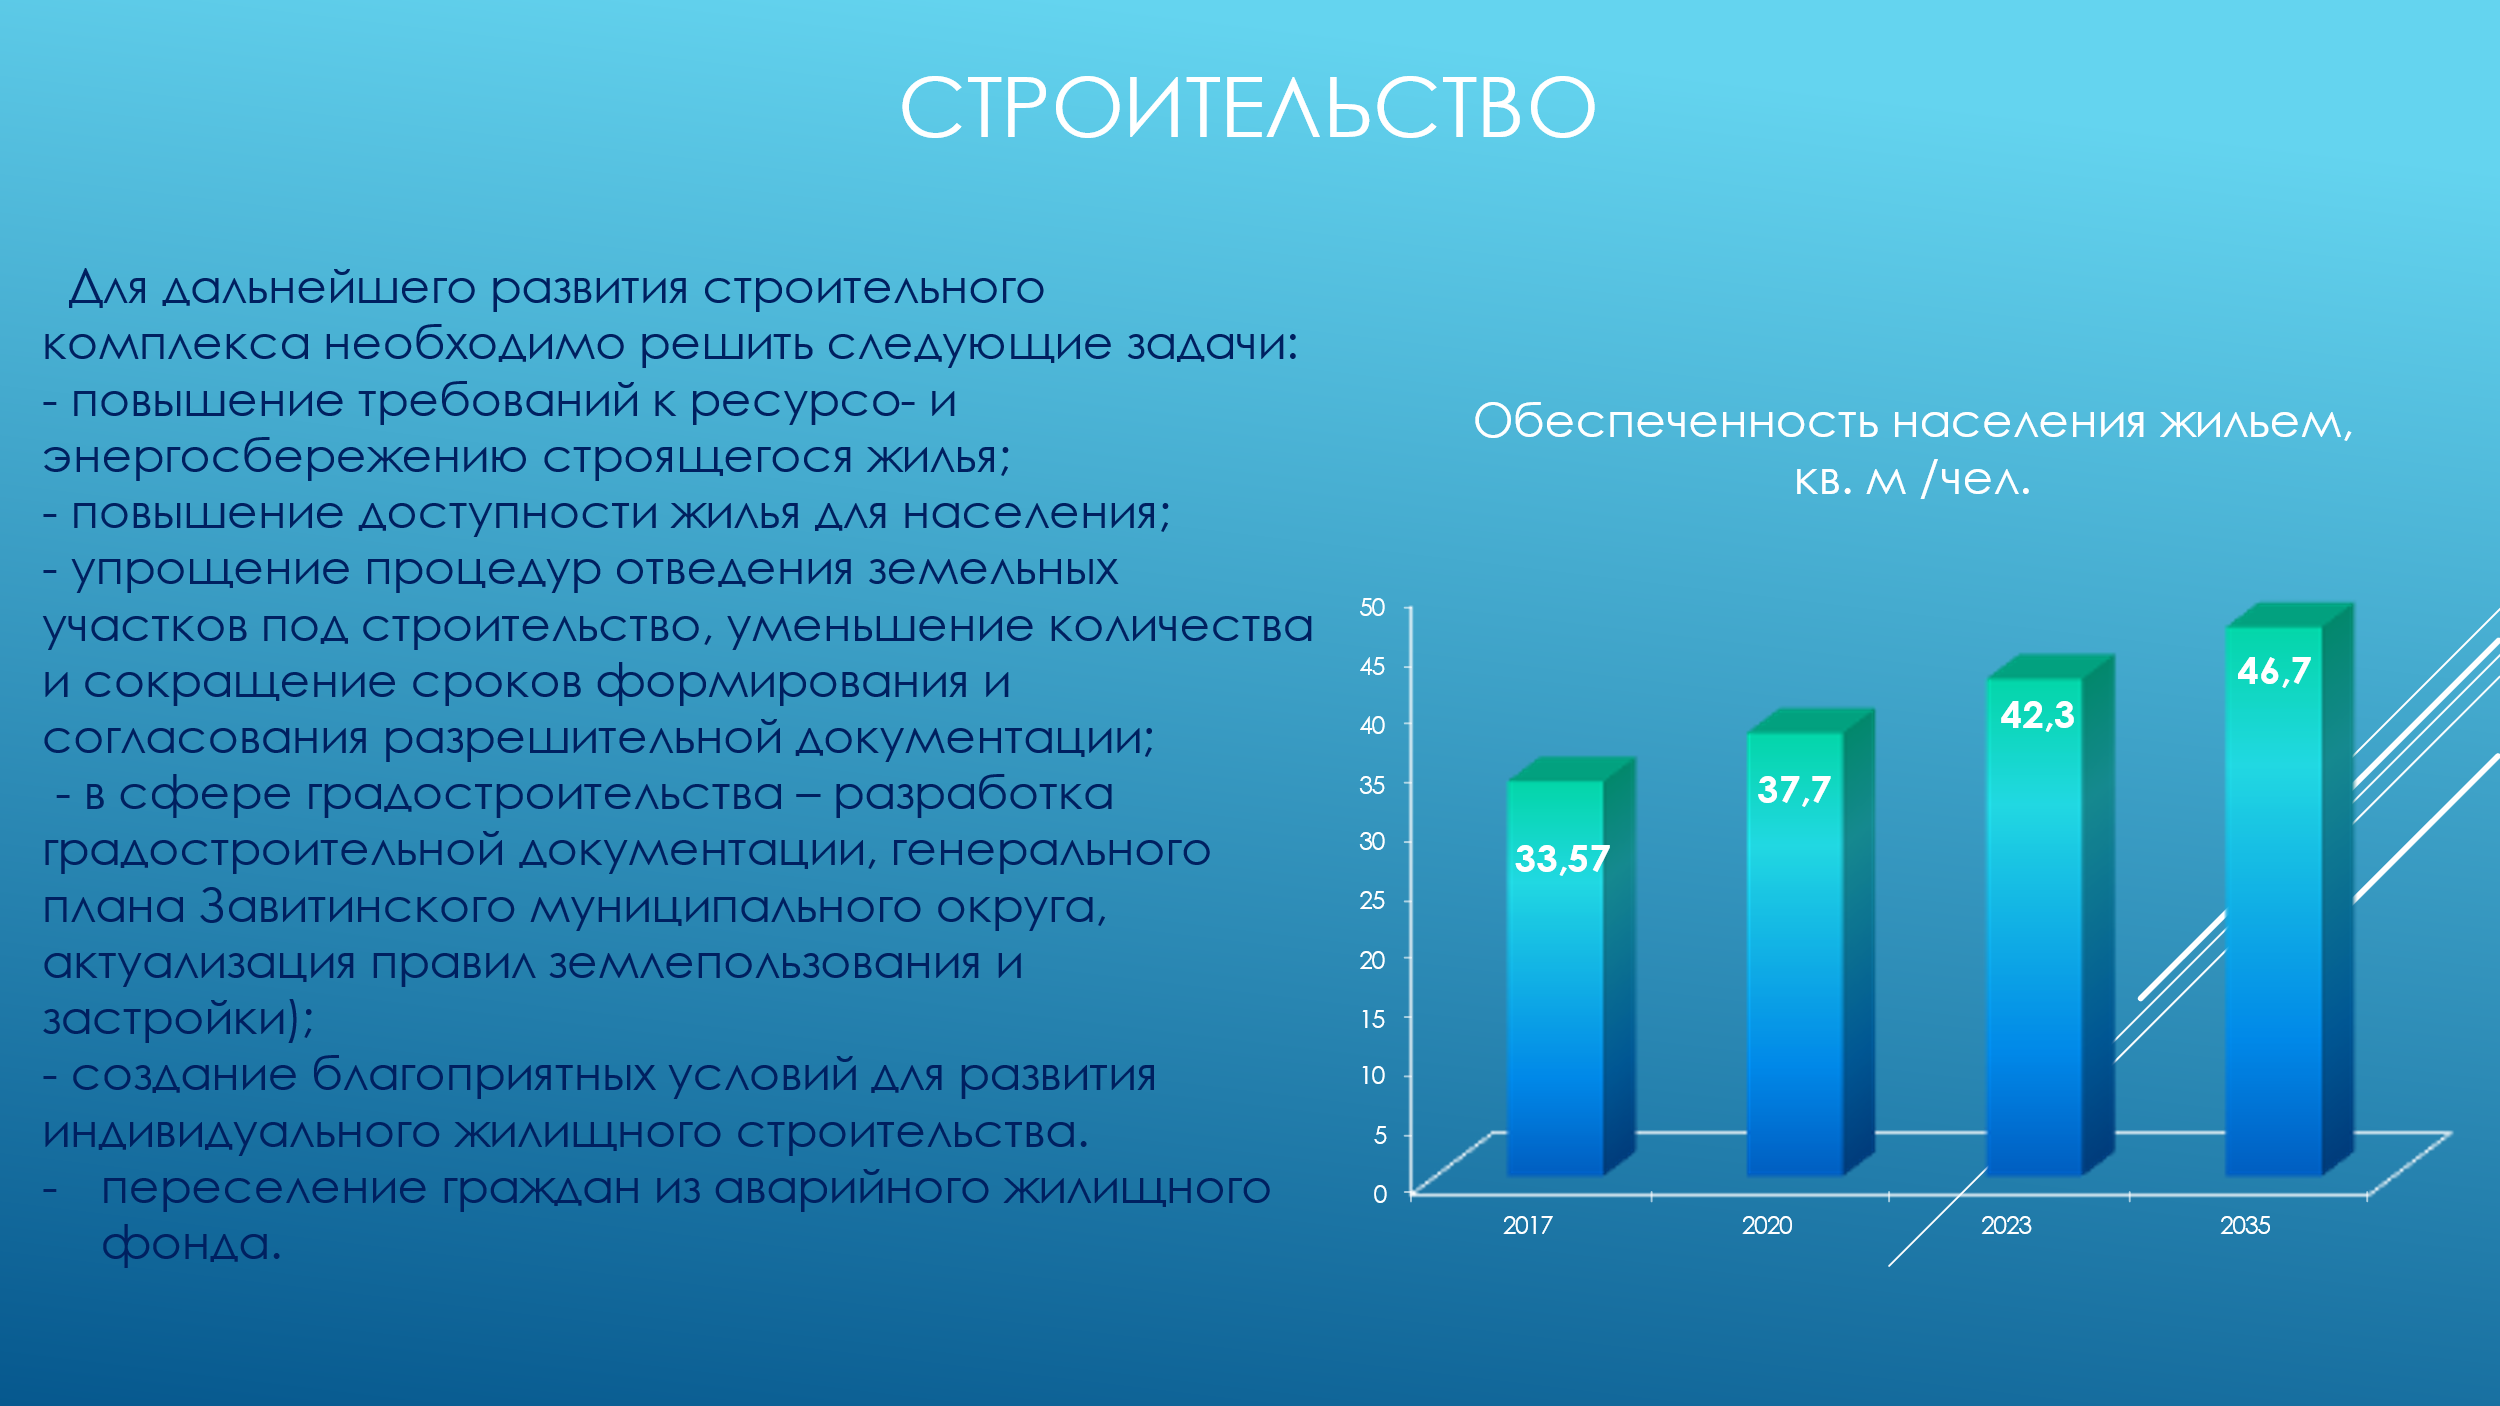 СТРОИТЕЛЬСТВО
Для дальнейшего развития строительного
комплекса необходимо решить следующие задачи:
- повышение требований к ресурсо- и
энергосбережению строящегося жилья;
- повышение доступности жилья для населения;
- упрощение процедур отведения земельных
участков под строительство, уменьшение количества
и сокращение сроков формирования и
согласования разрешительной документации;
- в сфере градостроительства – разработка
градостроительной документации, генерального
плана Завитинского муниципального округа,
актуализация правил землепользования и
застройки);
- создание благоприятных условий для развития
индивидуального жилищного строительства.
- переселение граждан из аварийного жилищного
фонда.
Обеспеченность населения жильем,
кв. м /чел.
50
45
40
35
30
25
20
15
10
5
0
33,57
37,7
42,3
46,7
2017
2020
2023
2035